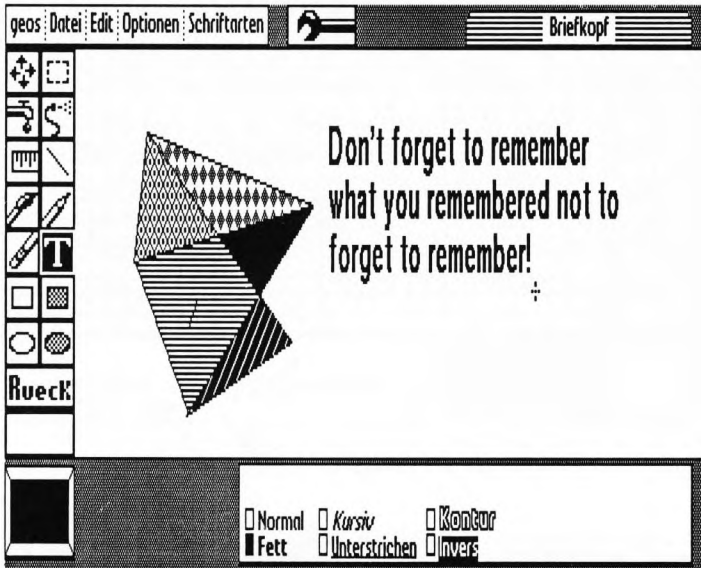 geos Datei Edit Optionen Schriftarten
Briefkopf
Don't forget to remember
what you remembered not to
forget to remember!
T
RuecK
Normal Kursiv Kontur
Fett Unterstrichen Invers